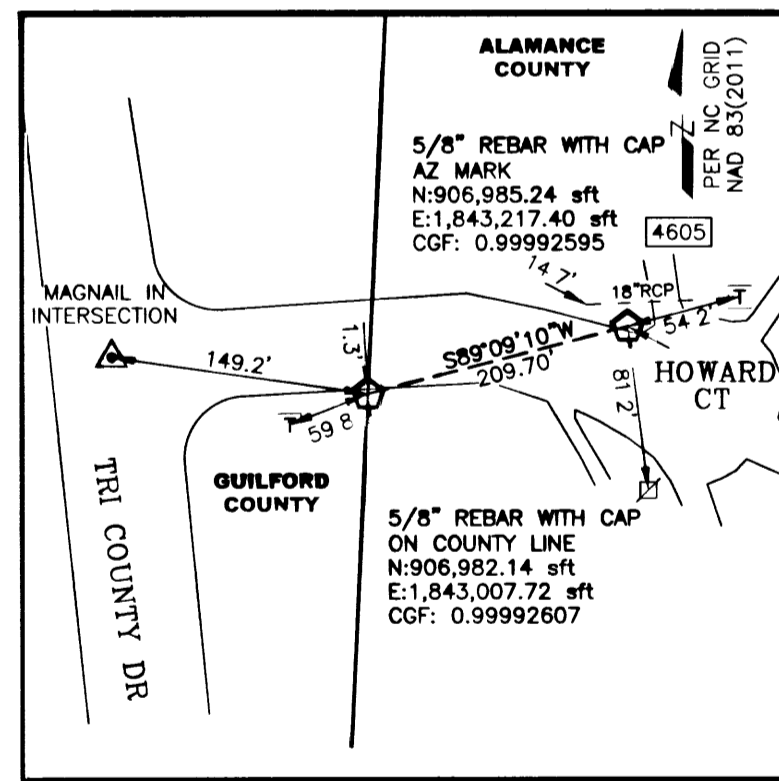 ALAMANCE
COUNTY
PER NC GRID
NAD 83(2011)
N
5/8" REBAR WITH CAP
AZ MARK
N:906,985.24 sft
E:1,843,217.40 sft
CGF: 0.99992595
4605
14 7'
18"RCP
T
54 2'
MAGNAIL IN
INTERSECTION
149.2'
1.3'
S89°09'10"W
209.70'
HOWARD
CT
81 2'
T
59 8
GUILFORD
COUNTY
TRI COUNTY DR
5/8" REBAR WITH CAP
ON COUNTY LINE
N:906,982.14 sft
E:1,843,007.72 sft
CGF: 0.99992607